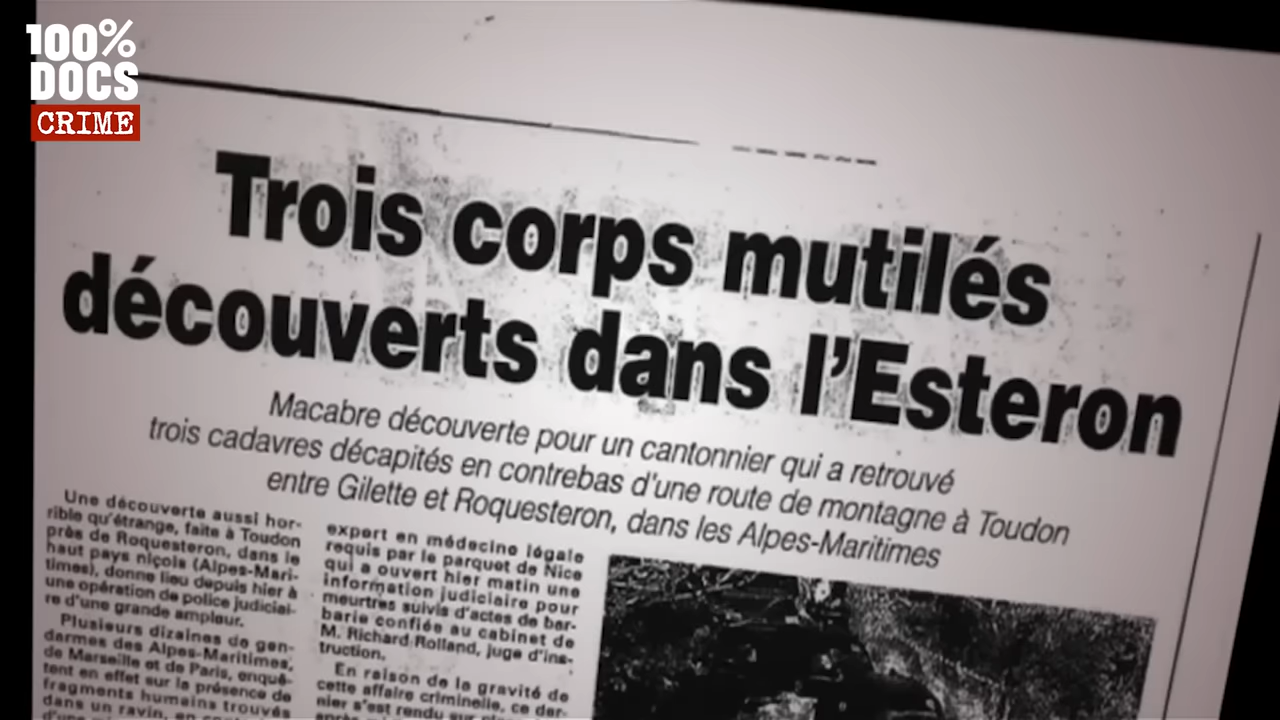 100%
DOCS
CRIME
Trois corps mutilés
découverts dans l'Esteron
Macabre découverte pour un cantonnier qui a retrouvé
trois cadavres décapités en contrebas d'une route de montagne à Toudon
entre Gilette et Roquesteron, dans les Alpes-Maritimes
Une découverte aussi hor-
rible qu'étrange, faite à Toudon
près de Roquesteron, dans le
haut pays niçois (Alpes-Mari-
times), donne lieu depuis hier à
une opération de police judiciai-
re d'une grande ampleur.
Plusieurs dizaines de gen-
darmes des Alpes-Maritimes,
de Marseille et de Paris, enquê-
tent en effet sur la présence de
fragments humains trouvés
dans un ravin, en
expert en médecine légale
requis par le parquet de Nice
qui a ouvert hier matin une
information judiciaire pour
meurtres suivis d'actes de bar-
barie confiée au cabinet de
M. Richard Rolland, juge d'ins-
truction.
En raison de la gravité de
cette affaire criminelle, ce der-
nier s'est rendu sur